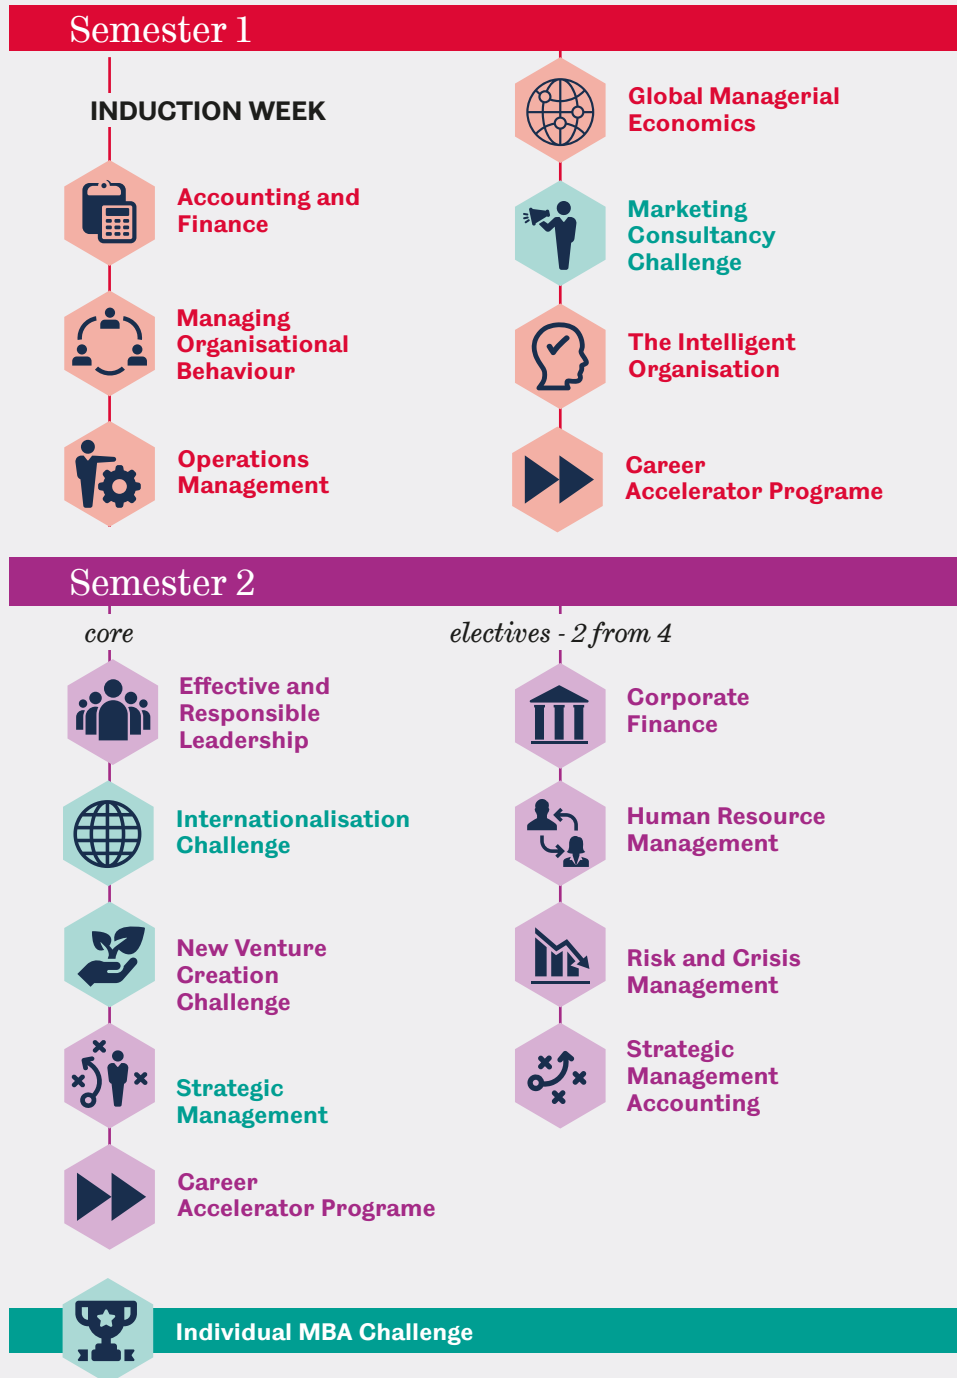 Semester 1
INDUCTION WEEK
Accounting and
Finance
Managing
Organisational
Behaviour
Operations
Management
Global Managerial
Economics
Marketing
Consultancy
Challenge
The Intelligent
Organisation
Career
Accelerator Programe
Semester 2
core
Effective and
Responsible
Leadership
Internationalisation
Challenge
New Venture
Creation
Challenge
Strategic
Management
Career
Accelerator Programe
electives - 2 from 4
Corporate
Finance
Human Resource
Management
Risk and Crisis
Management
Strategic
Management
Accounting
Individual MBA Challenge